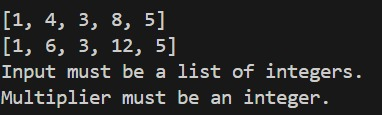 [1, 4, 3, 8, 5]
[1, 6, 3, 12, 5]
Input must be a list of integers.
Multiplier must be an integer.